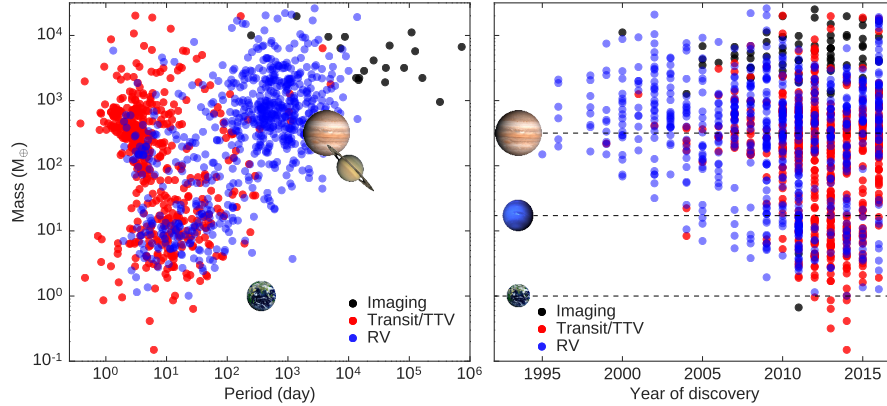 10⁴
10³
10²
10¹
10⁰
10⁻¹
Mass (M⊕)
10⁰ 10¹ 10² 10³ 10⁴ 10⁵ 10⁶
Period (day)
Imaging
Transit/TTV
RV
1995 2000 2005 2010 2015
Year of discovery
Imaging
Transit/TTV
RV